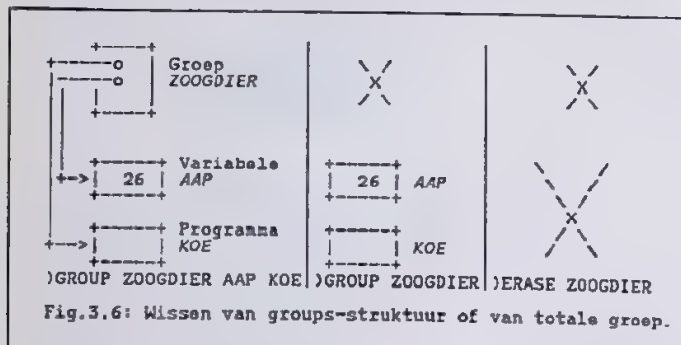 Groep
ZOOGDIER
Variabele
26 AAP 26 AAP
Programma
KOE KOE
)GROUP ZOOGDIER AAP KOE )GROUP ZOOGDIER )ERASE ZOOGDIER
Fig.3.6: Wissen van groups-struktuur of van totale groep.